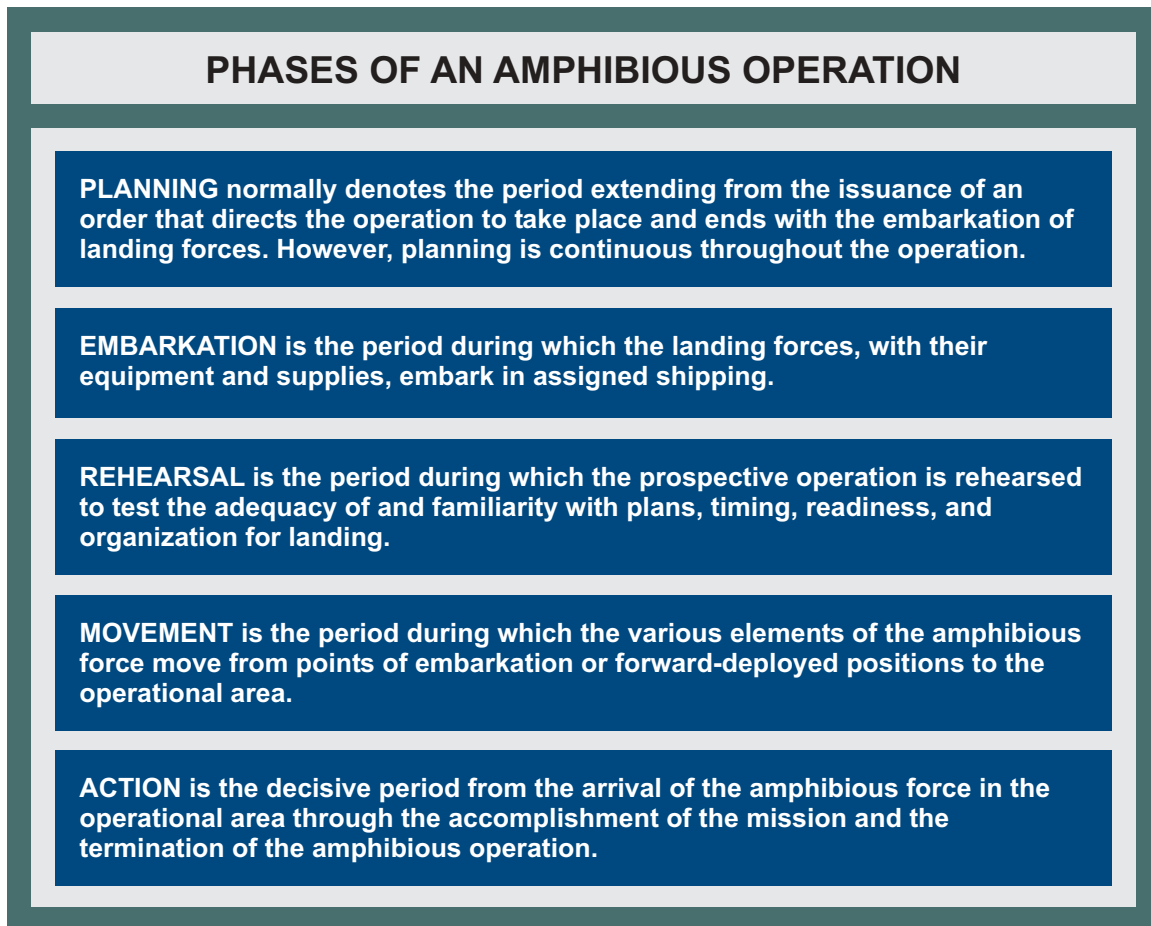 PHASES OF AN AMPHIBIOUS OPERATION
PLANNING normally denotes the period extending from the issuance of an
order that directs the operation to take place and ends with the embarkation of
landing forces. However, planning is continuous throughout the operation.
EMBARKATION is the period during which the landing forces, with their
equipment and supplies, embark in assigned shipping.
REHEARSAL is the period during which the prospective operation is rehearsed
to test the adequacy of and familiarity with plans, timing, readiness, and
organization for landing.
MOVEMENT is the period during which the various elements of the amphibious
force move from points of embarkation or forward-deployed positions to the
operational area.
ACTION is the decisive period from the arrival of the amphibious force in the
operational area through the accomplishment of the mission and the
termination of the amphibious operation.